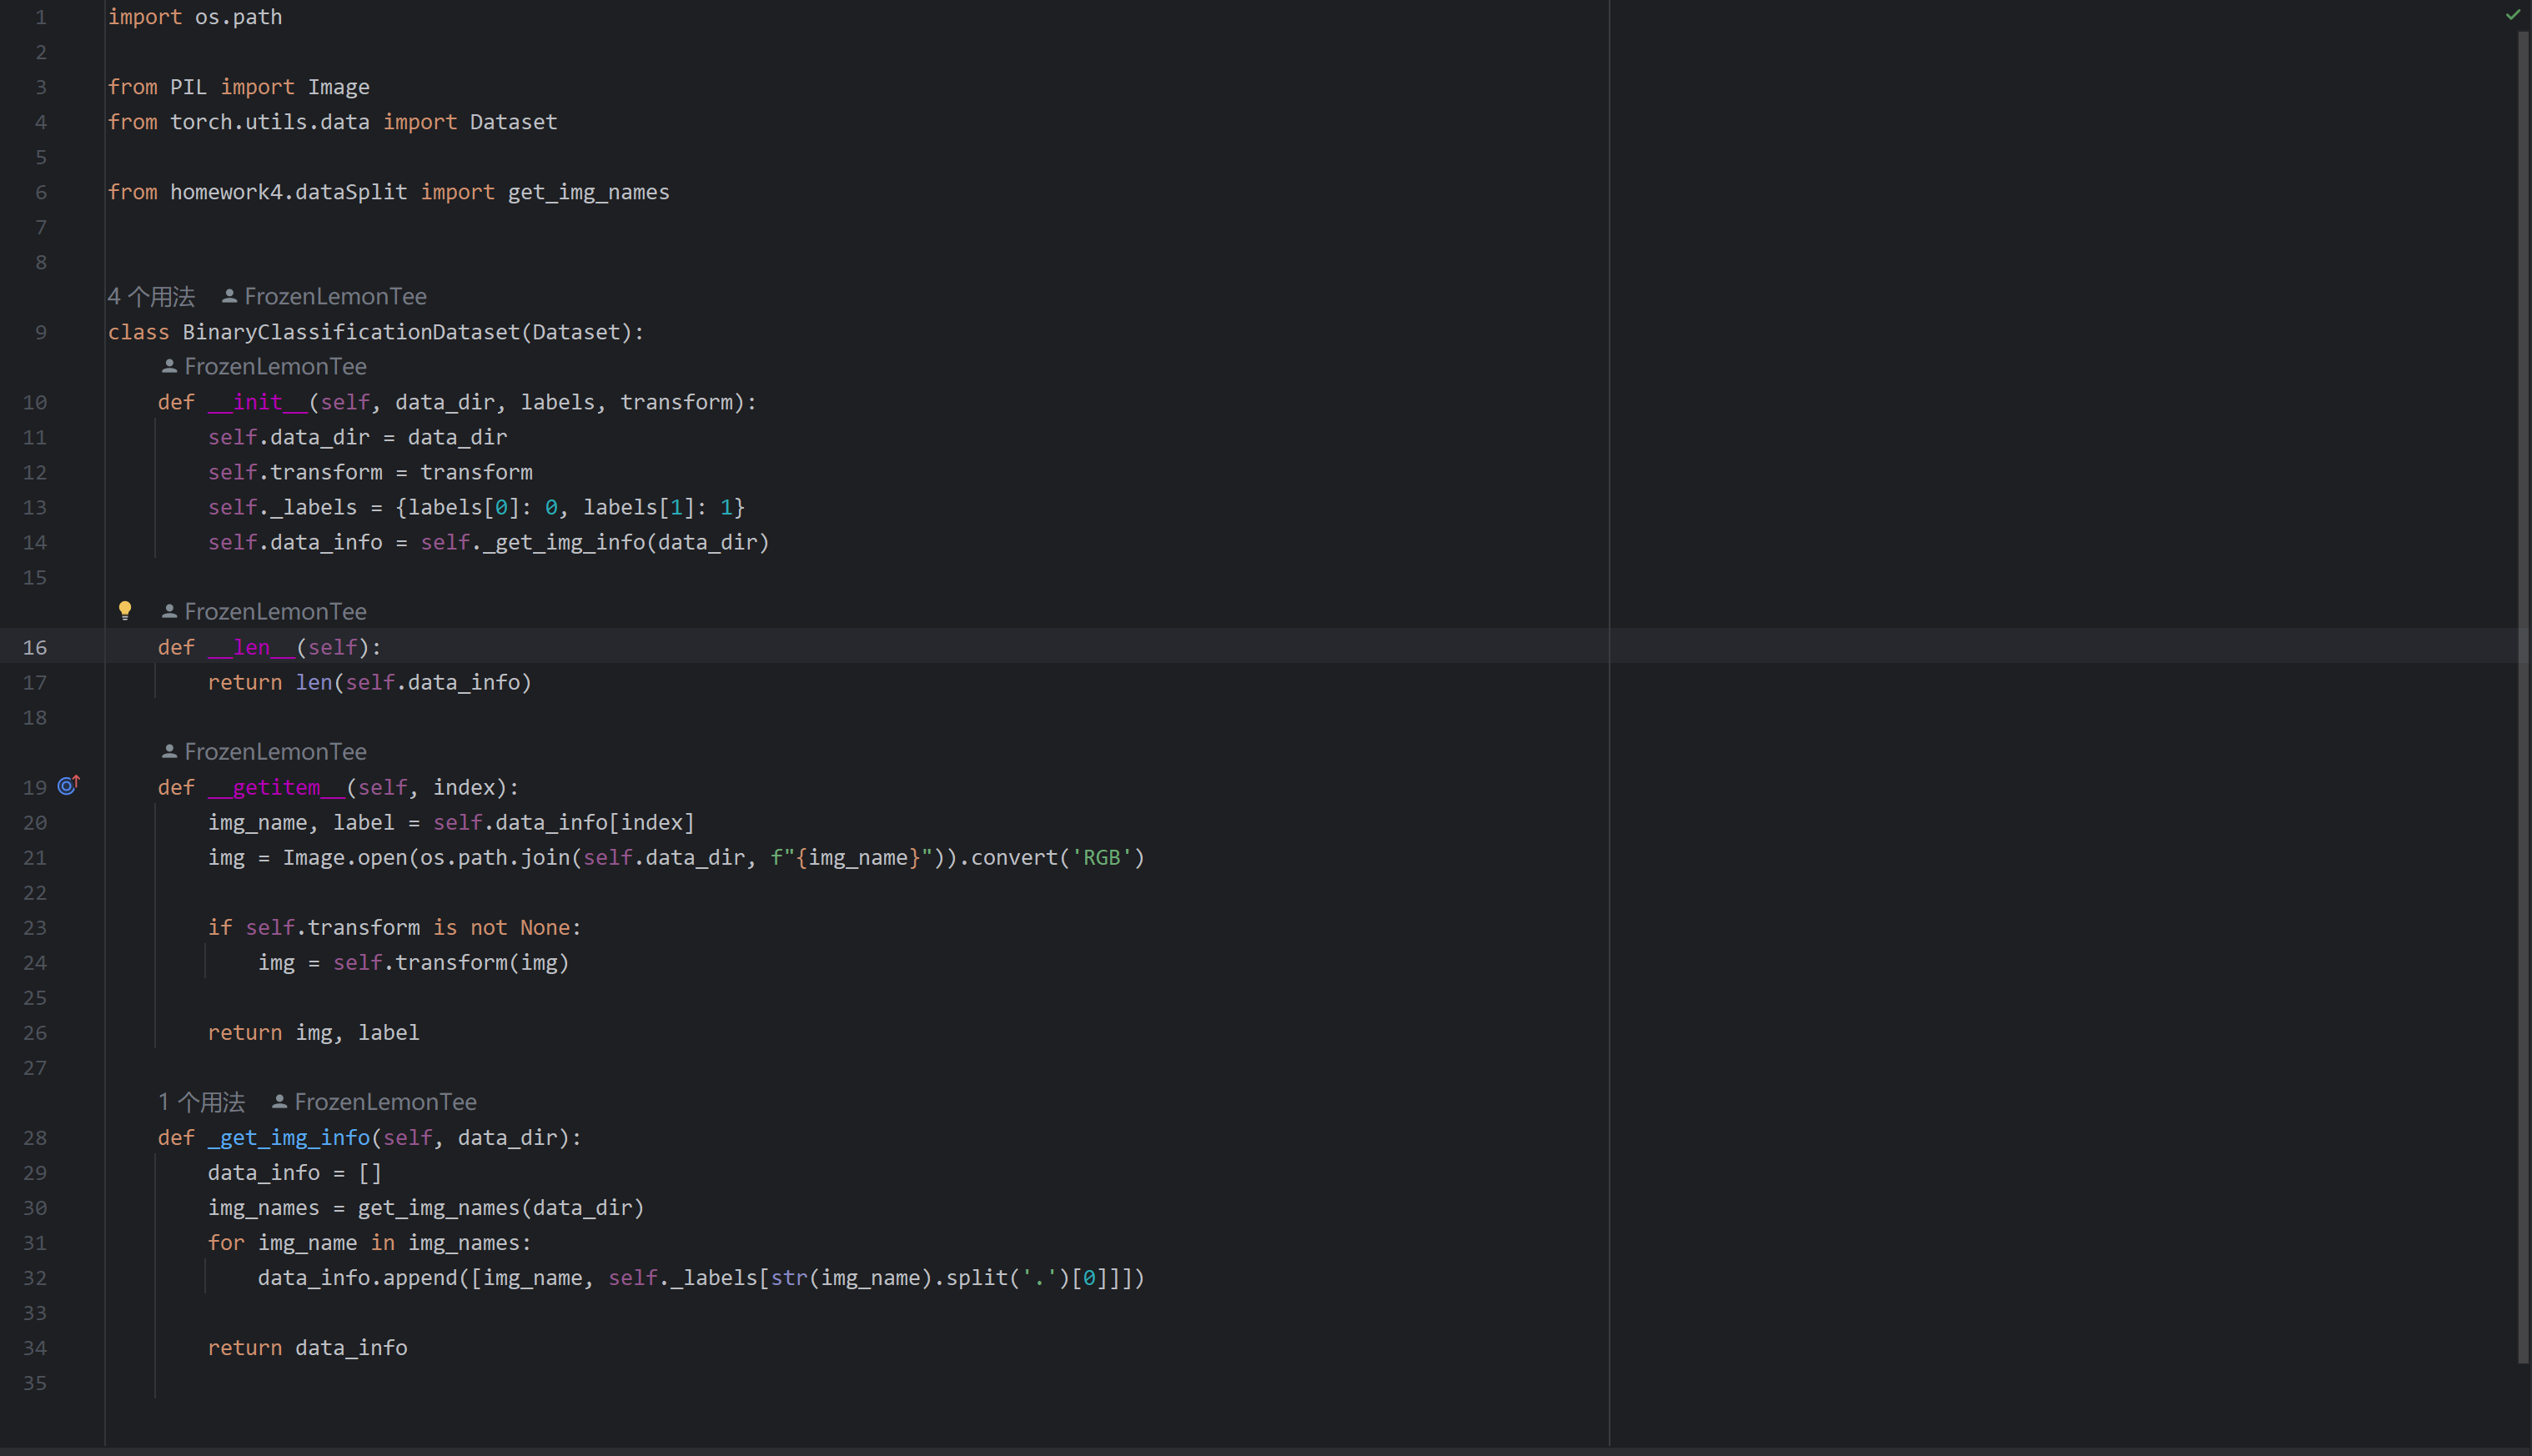 1 import os.path
2
3 from PIL import Image
4 from torch.utils.data import Dataset
5
6 from homework4.dataSplit import get_img_names
7
8
4 个用法 FrozenLemonTee
9 class BinaryClassificationDataset(Dataset):
FrozenLemonTee
10     def __init__(self, data_dir, labels, transform):
11         self.data_dir = data_dir
12         self.transform = transform
13         self._labels = {labels[0]: 0, labels[1]: 1}
14         self.data_info = self._get_img_info(data_dir)
15
FrozenLemonTee
16     def __len__(self):
17         return len(self.data_info)
18
FrozenLemonTee
19     def __getitem__(self, index):
20         img_name, label = self.data_info[index]
21         img = Image.open(os.path.join(self.data_dir, f"{img_name}")).convert('RGB')
22
23         if self.transform is not None:
24             img = self.transform(img)
25
26         return img, label
27
1 个用法 FrozenLemonTee
28     def _get_img_info(self, data_dir):
29         data_info = []
30         img_names = get_img_names(data_dir)
31         for img_name in img_names:
32             data_info.append([img_name, self._labels[str(img_name).split('.')[0]]])
33
34         return data_info
35